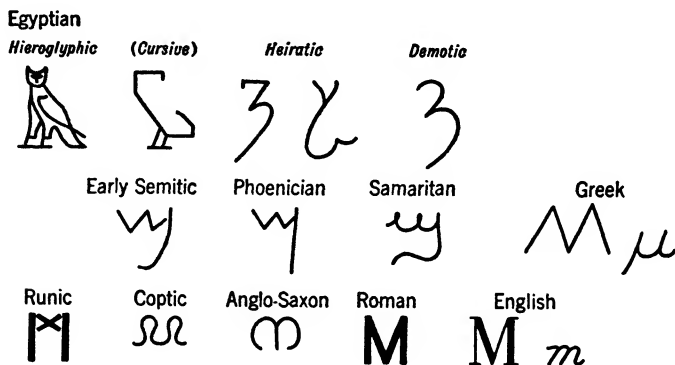 Egyptian
Hieroglyphic (Cursive) Heiratic Demotic
Early Semitic Phoenician Samaritan Greek
M μ
Runic Coptic Anglo-Saxon Roman English
M M m